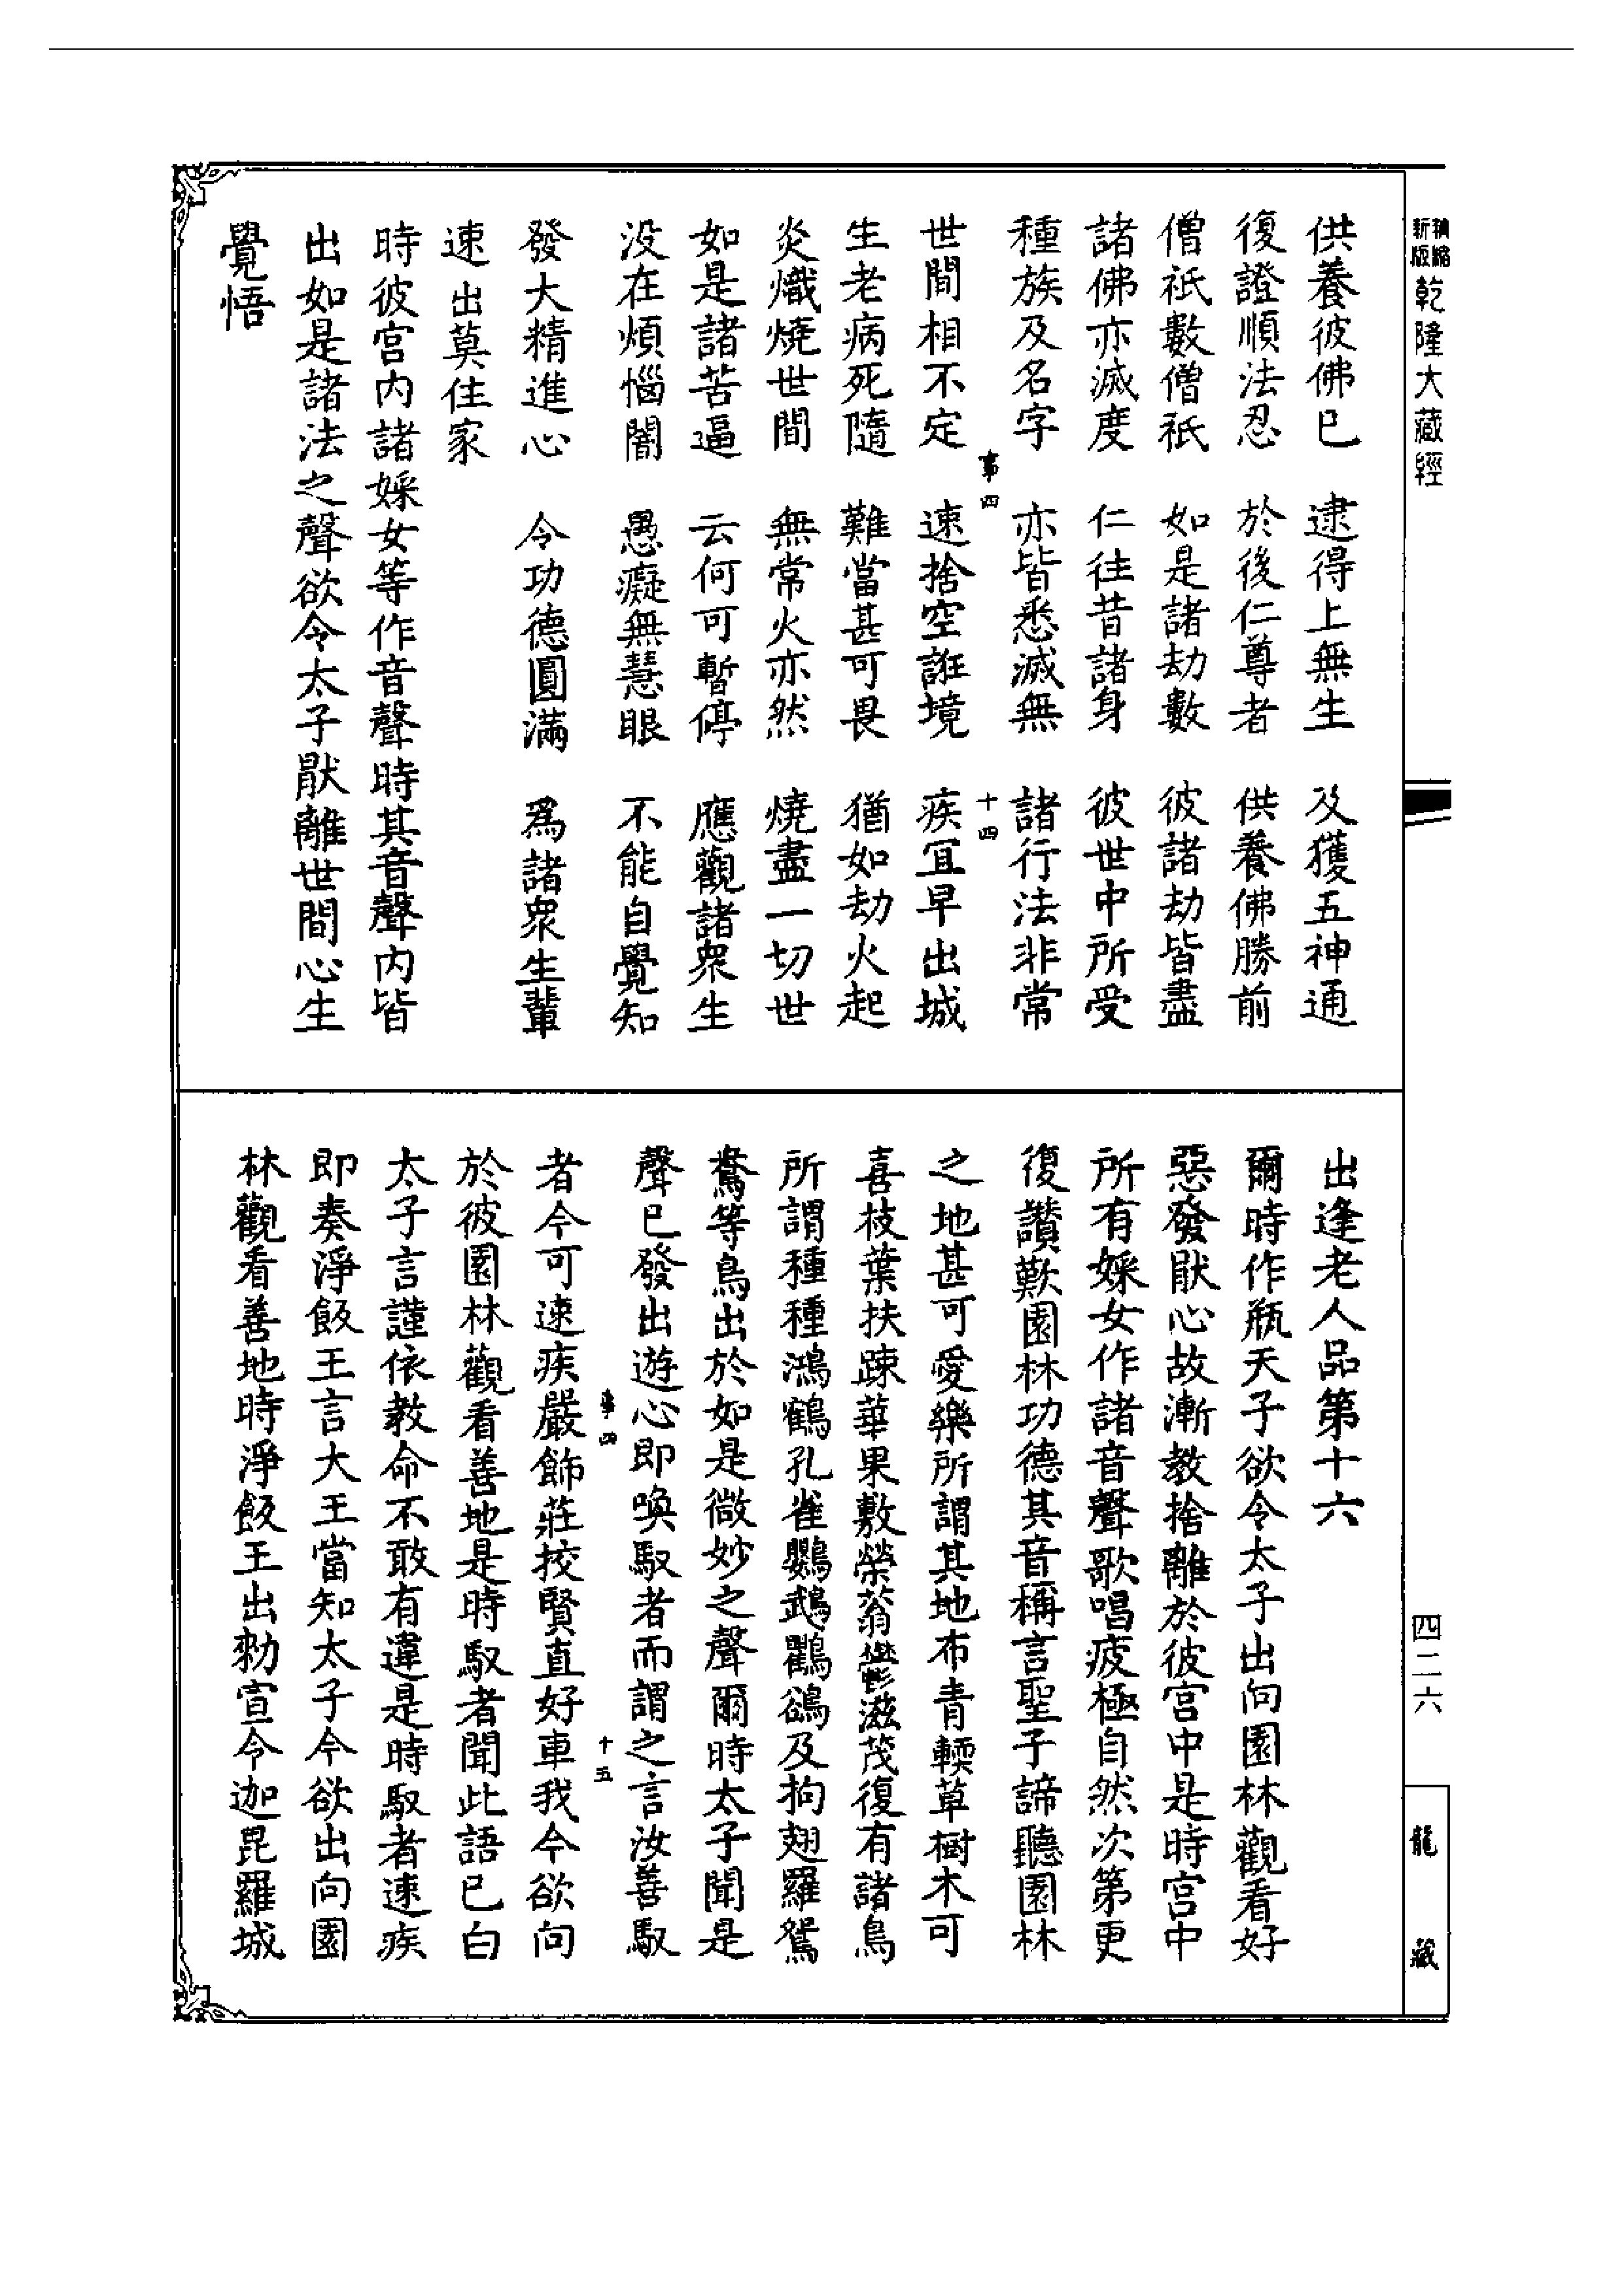 新版精縮乾隆大藏經
供養彼佛已　逮得上無生　及獲五神通
復證順法忍　於後仁尊者　供養佛勝前
僧祇數僧祇　如是諸劫數　彼諸劫皆盡
諸佛亦滅度　仁往昔諸身　彼世中所受
種族及名字　亦皆悉滅無　諸行法非常
事四　十四
世間相不定　速捨空誑境　疾宜早出城
生老病死隨　難當甚可畏　猶如劫火起
炎熾燒世間　無常火亦然　燒盡一切世
如是諸苦逼　云何可暫停　應觀諸衆生
没在煩惱闇　愚癡無慧眼　不能自覺知
發大精進心　令功德圓滿　為諸衆生輩
速出莫住家
時彼宮内諸婇女等作音聲時其音聲内皆
出如是諸法之聲欲令太子猒離世間心生
覺悟
出逢老人品第十六
爾時作瓶天子欲令太子出向園林觀看好
惡發猒心故漸教捨離於彼宮中是時宮中
所有婇女作諸音聲歌唱疲極自然次第更
復讚歎園林功德其音稱言聖子諦聽園林
之地甚可愛樂所謂其地布青輭草樹木可
喜枝葉扶踈華果敷榮蓊鬱滋茂復有諸鳥
所謂種種鴻鶴孔雀鸚鵡鸜鵒及拘翅羅鴛
鴦等鳥出於如是微妙之聲爾時太子聞是
聲已發出遊心即喚馭者而謂之言汝善馭
事四　十五
者今可速疾嚴飾莊挍賢直好車我今欲向
於彼園林觀看善地是時馭者聞此語已白
太子言謹依教命不敢有違是時馭者速疾
即奏淨飯王言大王當知太子今欲出向園
林觀看善地時淨飯王出勑宣令迦毘羅城
四二六
龍藏